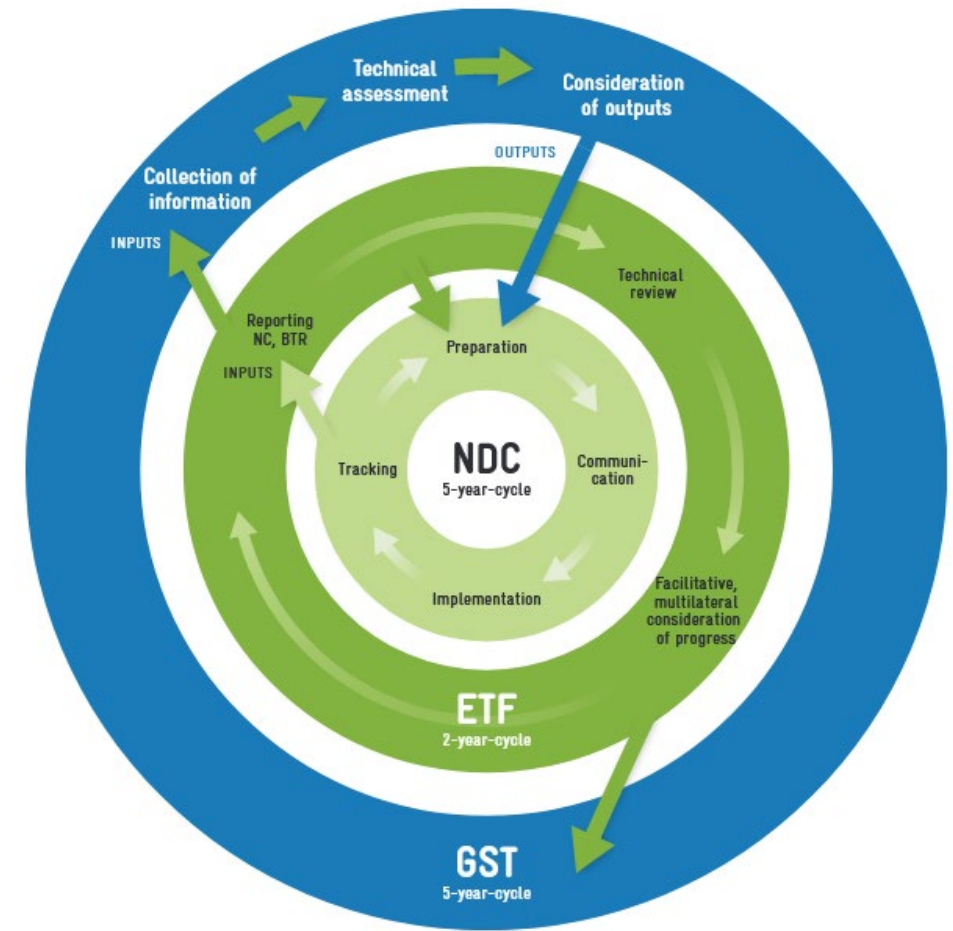 Technical
assessment
Consideration
of outputs
OUTPUTS
Collection of
information
INPUTS
Technical
review
Reporting
NC, BTR
INPUTS
Preparation
NDC
5-year-cycle
Tracking
Communi-
cation
Implementation
Facilitative,
multilateral
consideration
of progress
ETF
2-year-cycle
GST
5-year-cycle